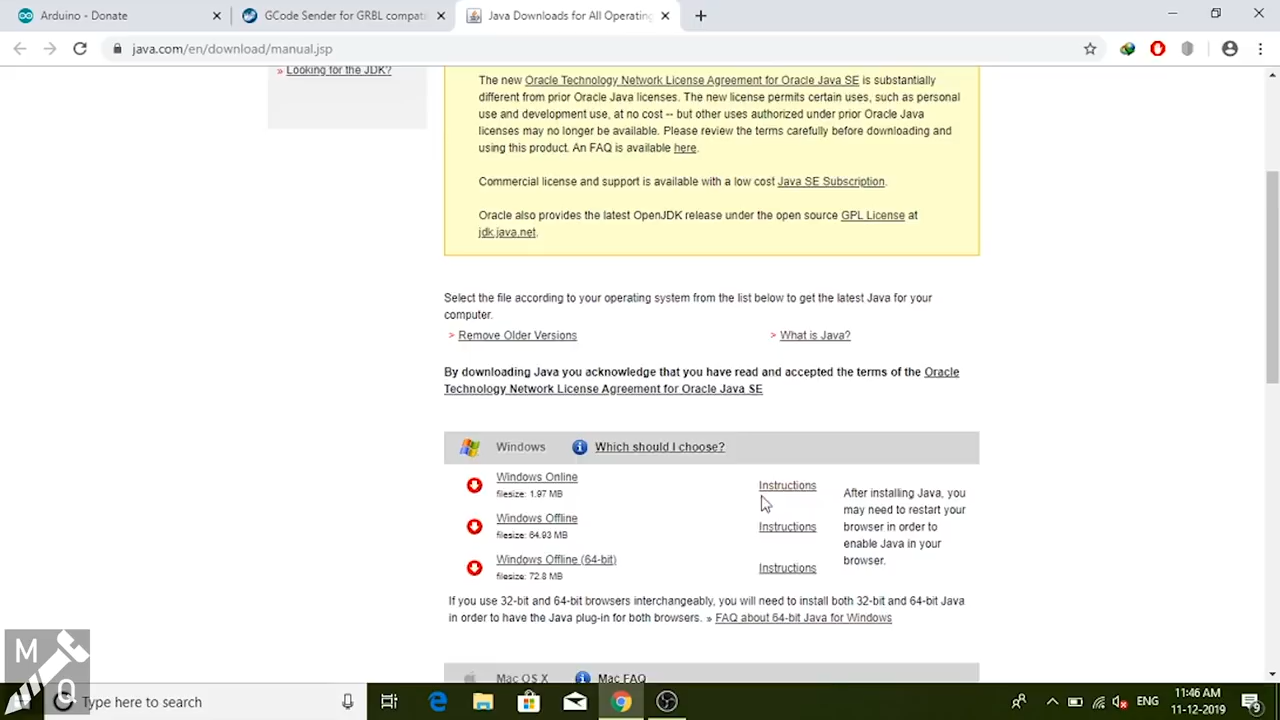 Arduino - Donate
GCode Sender for GRBL compati
Java Downloads for All Operating
java.com/en/download/manual.jsp
» Looking for the JDK?
The new Oracle Technology Network License Agreement for Oracle Java SE is substantially
different from prior Oracle Java licenses. The new license permits certain uses, such as personal
use and development use, at no cost -- but other uses authorized under prior Oracle Java
licenses may no longer be available. Please review the terms carefully before downloading and
using this product. An FAQ is available here.
Commercial license and support is available with a low cost Java SE Subscription.
Oracle also provides the latest OpenJDK release under the open source GPL License at
jdk.java.net.
Select the file according to your operating system from the list below to get the latest Java for your
computer.
> Remove Older Versions
> What is Java?
By downloading Java you acknowledge that you have read and accepted the terms of the Oracle
Technology Network License Agreement for Oracle Java SE
Windows
Which should I choose?
Windows Online
filesize: 1.97 MB
Instructions
Windows Offline
filesize: 64.93 MB
Instructions
Windows Offline (64-bit)
filesize: 72.8 MB
Instructions
After installing Java, you
may need to restart your
browser in order to
enable Java in your
browser.
If you use 32-bit and 64-bit browsers interchangeably, you will need to install both 32-bit and 64-bit Java
in order to have the Java plug-in for both browsers. » FAQ about 64-bit Java for Windows
Mac OS X
Mac FAQ
M
Q
Type here to search
ENG
11:46 AM
11-12-2019
9